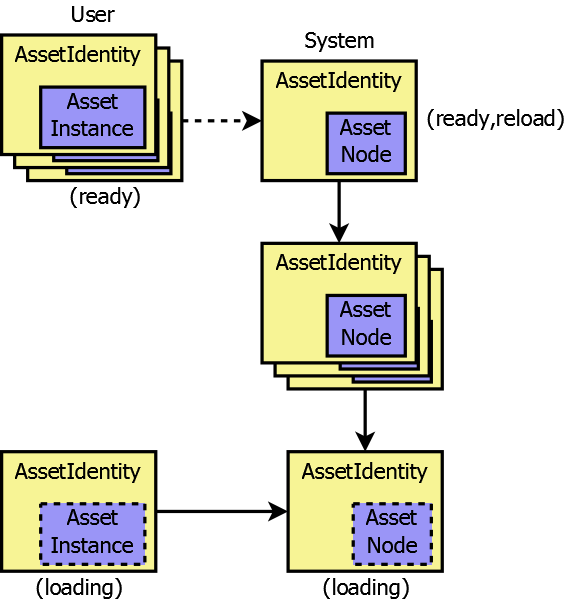 User
AssetIdentity
Asset
Instance
(ready)
System
AssetIdentity
Asset
Node
(ready,reload)
AssetIdentity
Asset
Node
AssetIdentity
Asset
Instance
(loading)
AssetIdentity
Asset
Node
(loading)